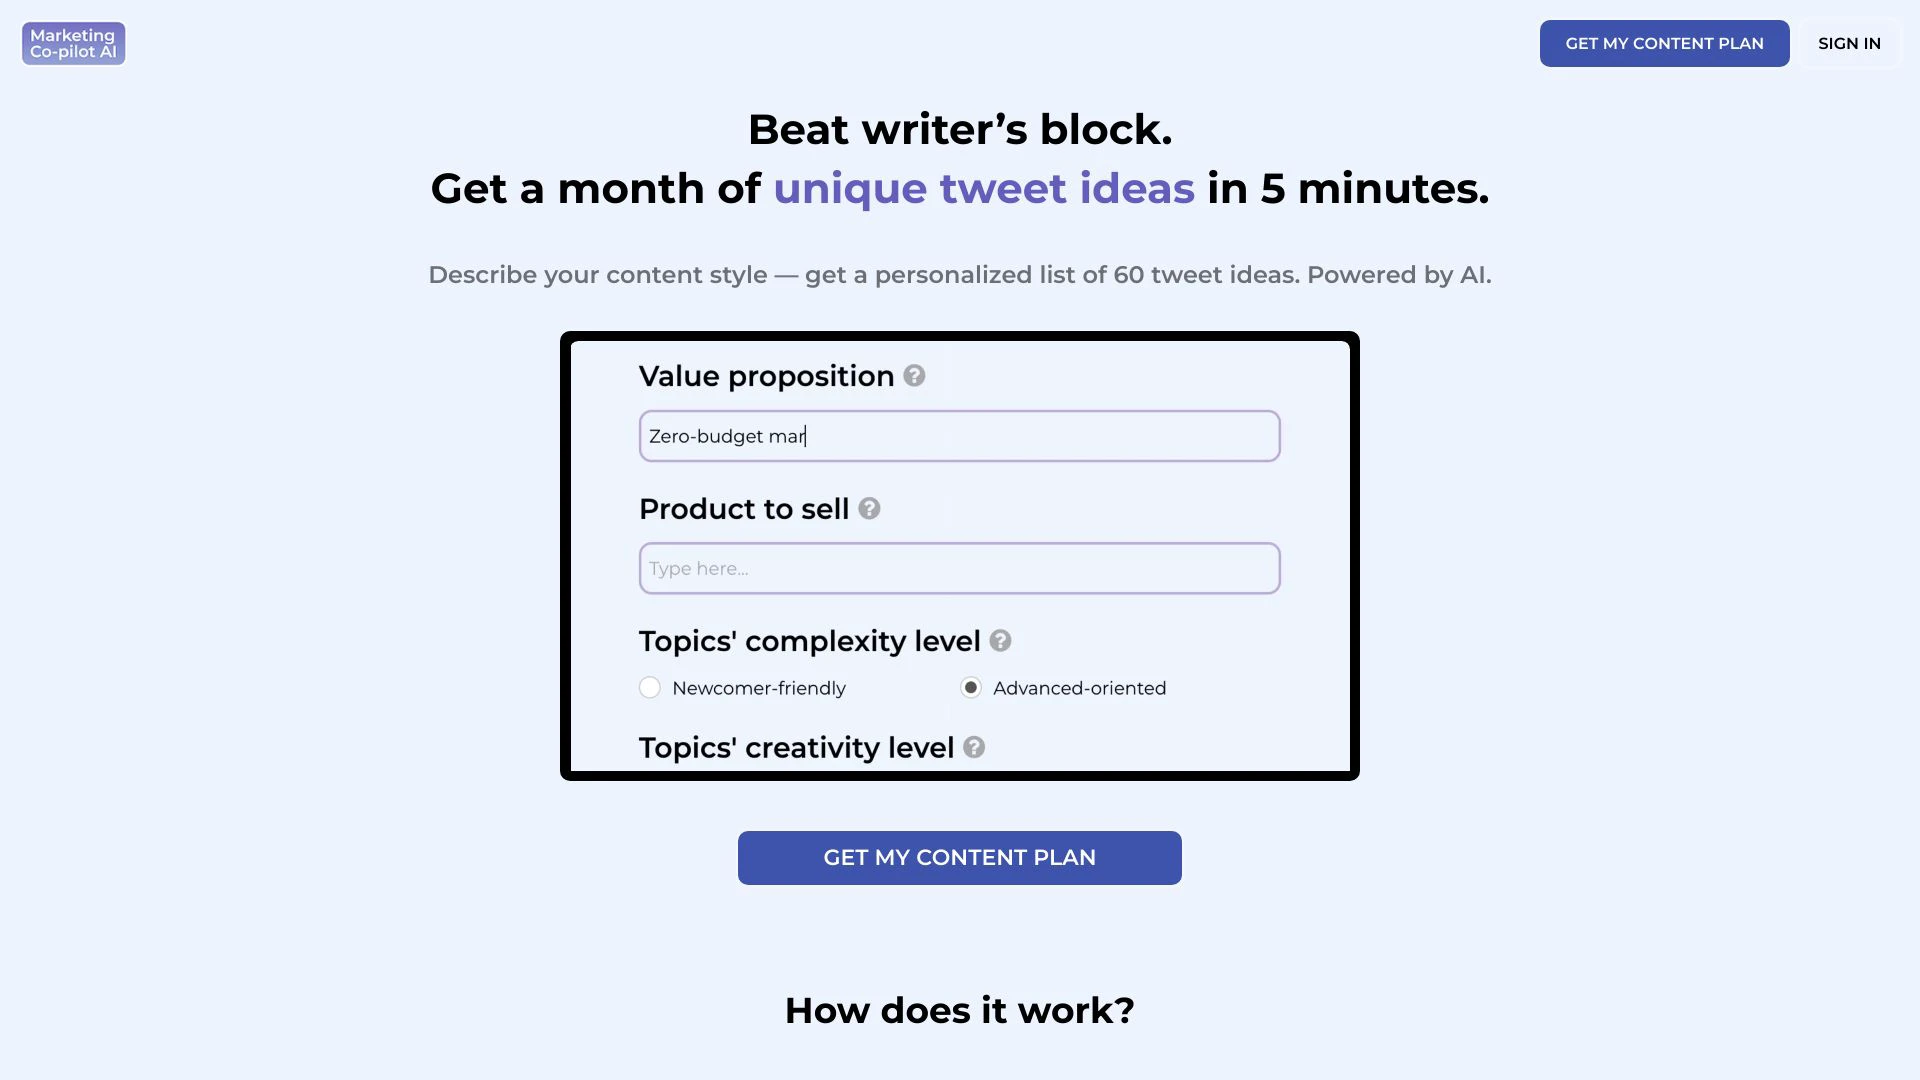 Marketing
Co-pilot AI
GET MY CONTENT PLAN
SIGN IN
Beat writer’s block.
Get a month of unique tweet ideas in 5 minutes.
Describe your content style — get a personalized list of 60 tweet ideas. Powered by AI.
Value proposition ?
Zero-budget mar
Product to sell ?
Type here...
Topics' complexity level ?
Newcomer-friendly
Advanced-oriented
Topics' creativity level ?
GET MY CONTENT PLAN
How does it work?